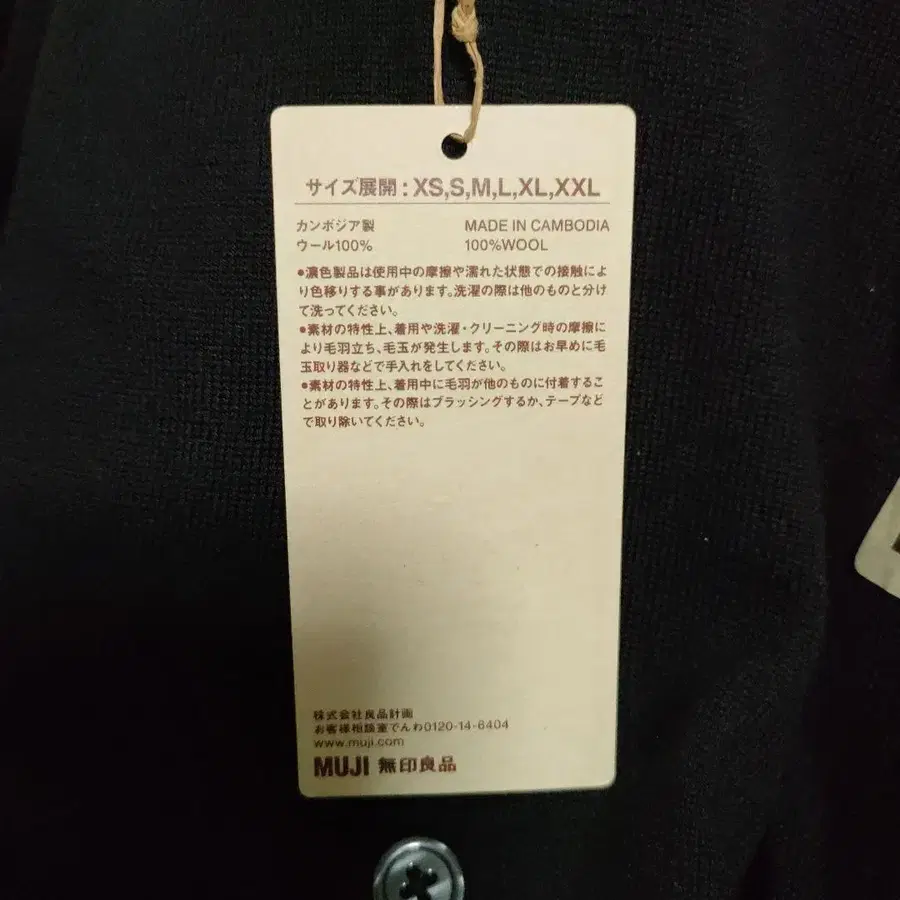 サイズ展開:XS,S,M,L,XL,XXL
カンボジア製 MADE IN CAMBODIA
ウール100% 100%WOOL
●濃色製品は使用中の摩擦や濡れた状態での接触によ
り色移りする事があります。洗濯の際は他のものと分け
て洗ってください。
●素材の特性上、着用や洗濯・クリーニング時の摩擦に
より毛羽立ち、毛玉が発生します。その際はお早めに毛
玉取り器などで手入れをしてください。
●素材の特性上、着用中に毛羽が他のものに付着するこ
とがあります。その際はブラッシングするか、テープなど
で取り除いてください。
株式会社良品計画
お客様相談室でんわ0120-14-6404
www.muji.com
MUJI 無印良品